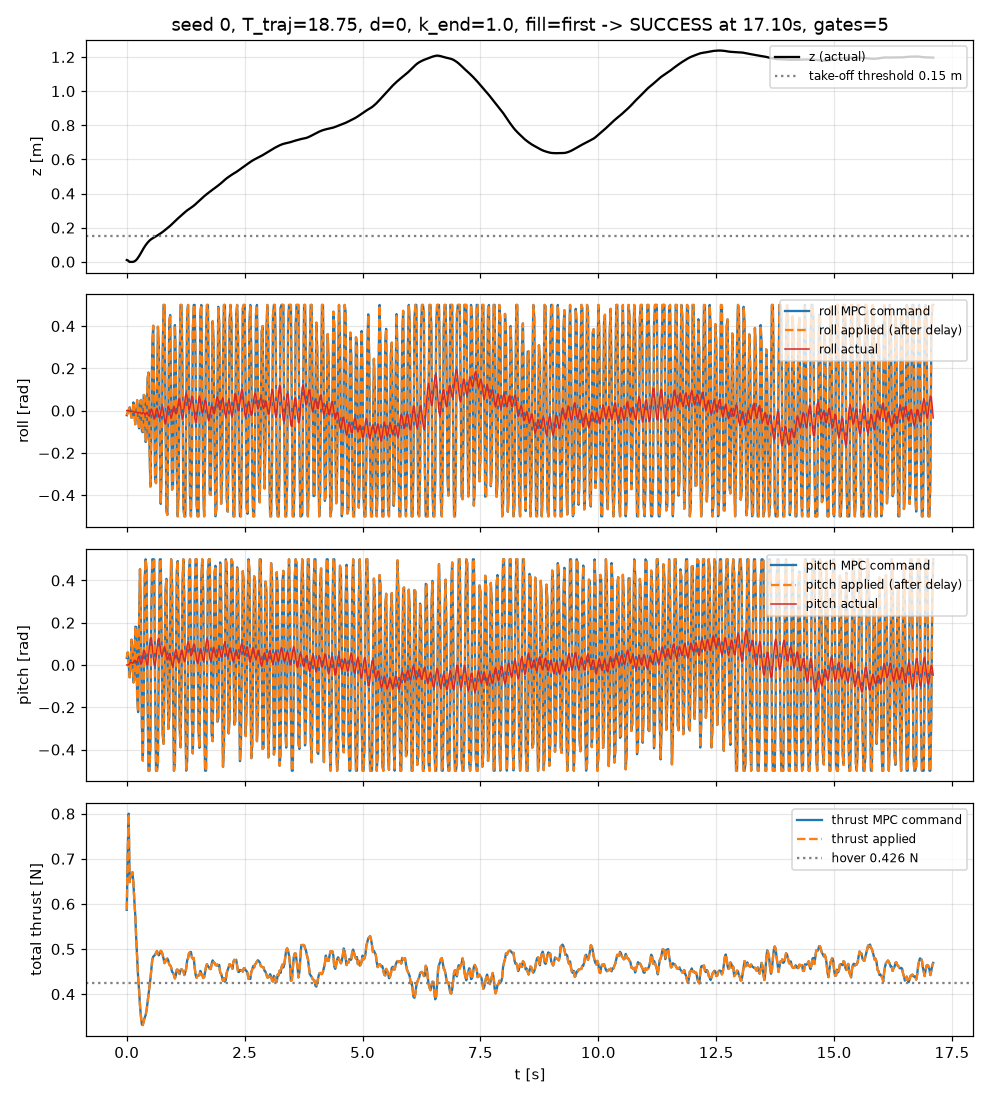 seed 0, T_traj=18.75, d=0, k_end=1.0, fill=first -> SUCCESS at 17.10s, gates=5
1.2
1.0
0.8
0.6
0.4
0.2
0.0
z [m]
z (actual)
take-off threshold 0.15 m
0.4
0.2
0.0
−0.2
−0.4
roll [rad]
roll MPC command
roll applied (after delay)
roll actual
0.4
0.2
0.0
−0.2
−0.4
pitch [rad]
pitch MPC command
pitch applied (after delay)
pitch actual
0.8
0.7
0.6
0.5
0.4
total thrust [N]
thrust MPC command
thrust applied
hover 0.426 N
0.0 2.5 5.0 7.5 10.0 12.5 15.0 17.5
t [s]